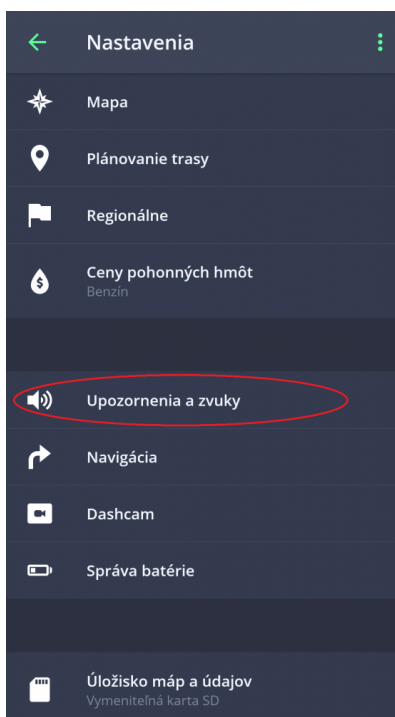 Nastavenia
Mapa
Plánovanie trasy
Regionálne
Ceny pohonných hmôt
Benzín
Upozornenia a zvuky
Navigácia
Dashcam
Správa batérie
Úložisko máp a údajov
Vymeniteľná karta SD